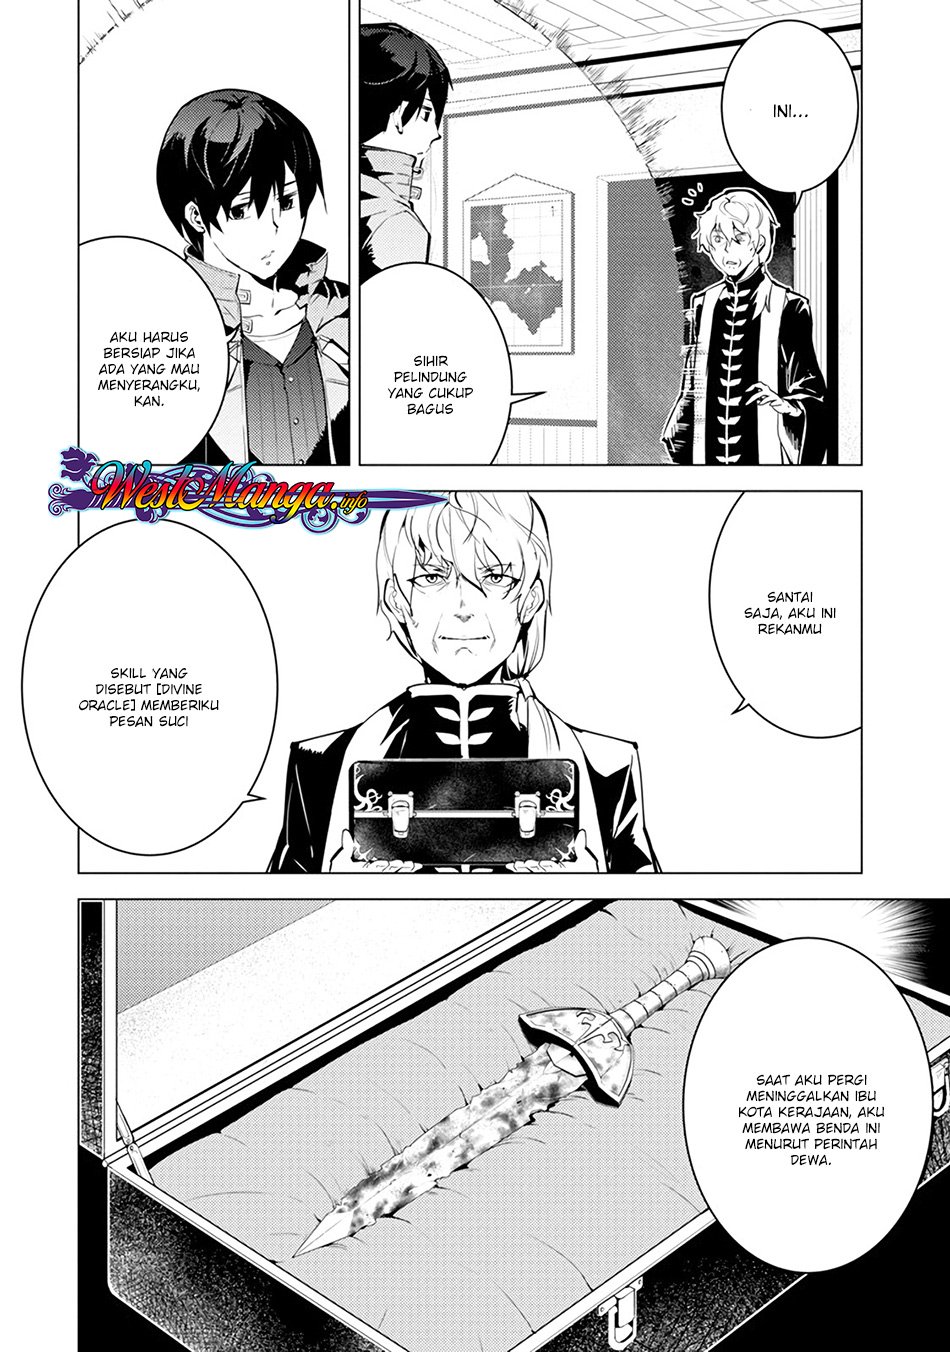 INI...
SIHIR
PELINDUNG
YANG CUKUP
BAGUS
AKU HARUS
BERSIAP JIKA
ADA YANG MAU
MENYERANGKU,
KAN.
WestManga.info
SANTAI
SAJA, AKU INI
REKANMU
SKILL YANG
DISEBUT [DIVINE
ORACLE] MEMBERIKU
PESAN SUCI
SAAT AKU PERGI
MENINGGALKAN IBU
KOTA KERAJAAN, AKU
MEMBAWA BENDA INI
MENURUT PERINTAH
DEWA.